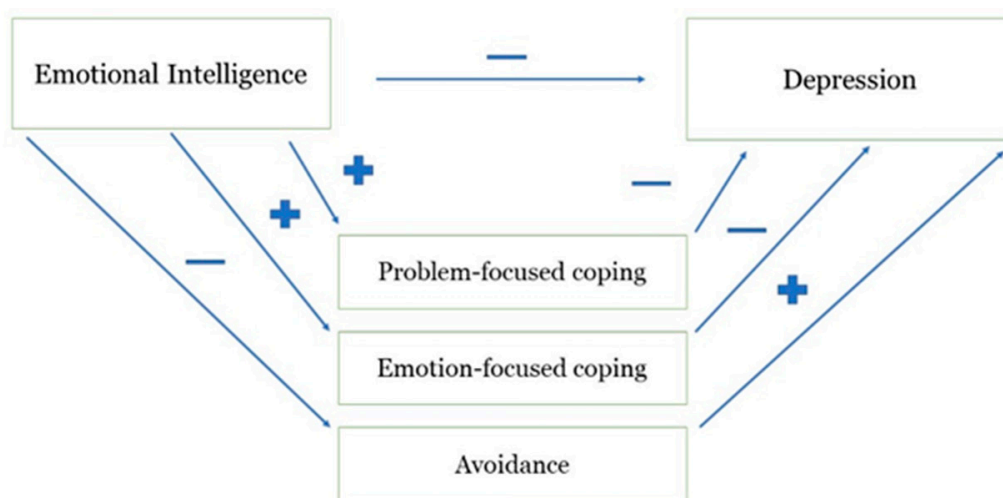 Emotional Intelligence
Depression
Problem-focused coping
Emotion-focused coping
Avoidance